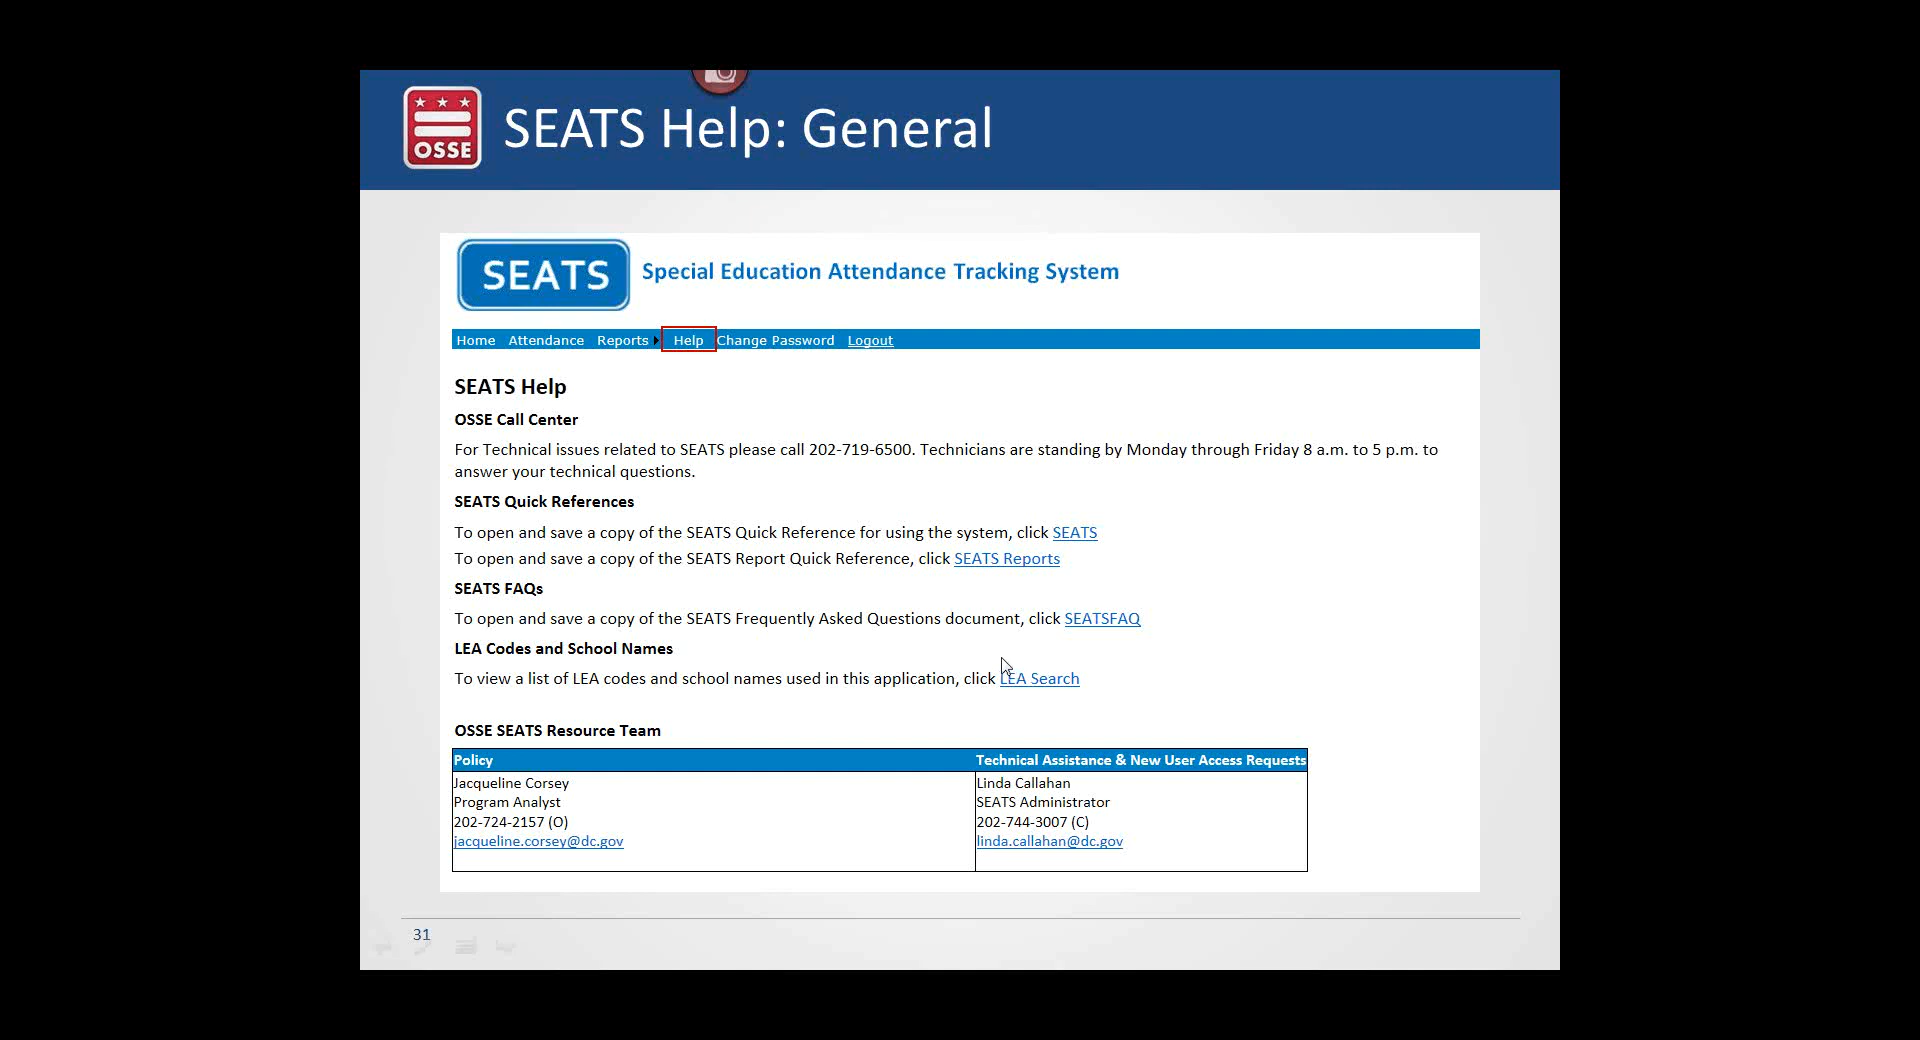 OSSE
SEATS Help: General
SEATS
Special Education Attendance Tracking System
Home Attendance Reports Help Change Password Logout
SEATS Help
OSSE Call Center
For Technical issues related to SEATS please call 202-719-6500. Technicians are standing by Monday through Friday 8 a.m. to 5 p.m. to
answer your technical questions.
SEATS Quick References
To open and save a copy of the SEATS Quick Reference for using the system, click SEATS
To open and save a copy of the SEATS Report Quick Reference, click SEATS Reports
SEATS FAQs
To open and save a copy of the SEATS Frequently Asked Questions document, click SEATSFAQ
LEA Codes and School Names
To view a list of LEA codes and school names used in this application, click LEA Search
OSSE SEATS Resource Team
Policy Technical Assistance & New User Access Requests
Jacqueline Corsey Linda Callahan
Program Analyst SEATS Administrator
202-724-2157 (O) 202-744-3007 (C)
jacqueline.corsey@dc.gov linda.callahan@dc.gov
31